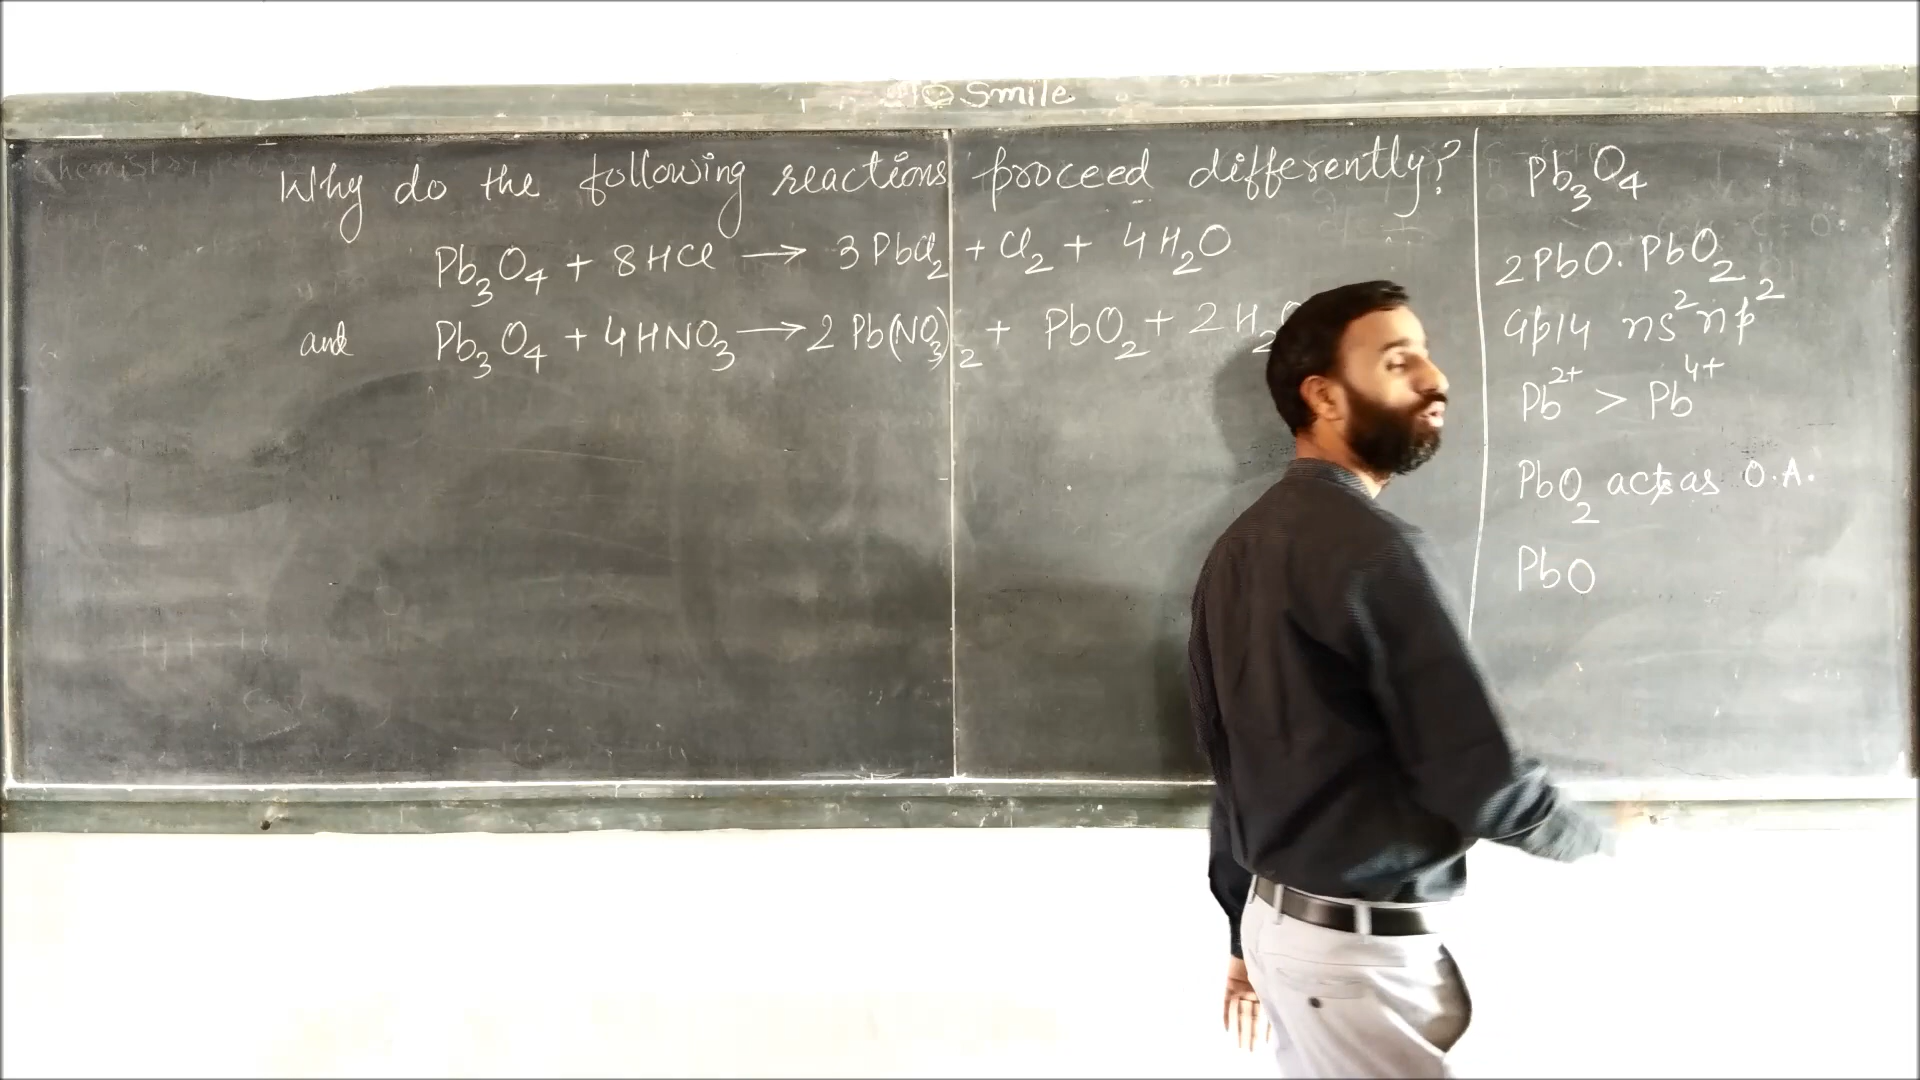 Smile
Why do the following reactions proceed differently?
Pb₃O₄ + 8HCl → 3PbCl₂ + Cl₂ + 4H₂O
and Pb₃O₄ + 4HNO₃ → 2Pb(NO₃)₂ + PbO₂ + 2H₂O
Pb₃O₄
2PbO.PbO₂
Gp14 ns²np²
Pb²⁺ > Pb⁴⁺
PbO₂ acts as O.A.
PbO